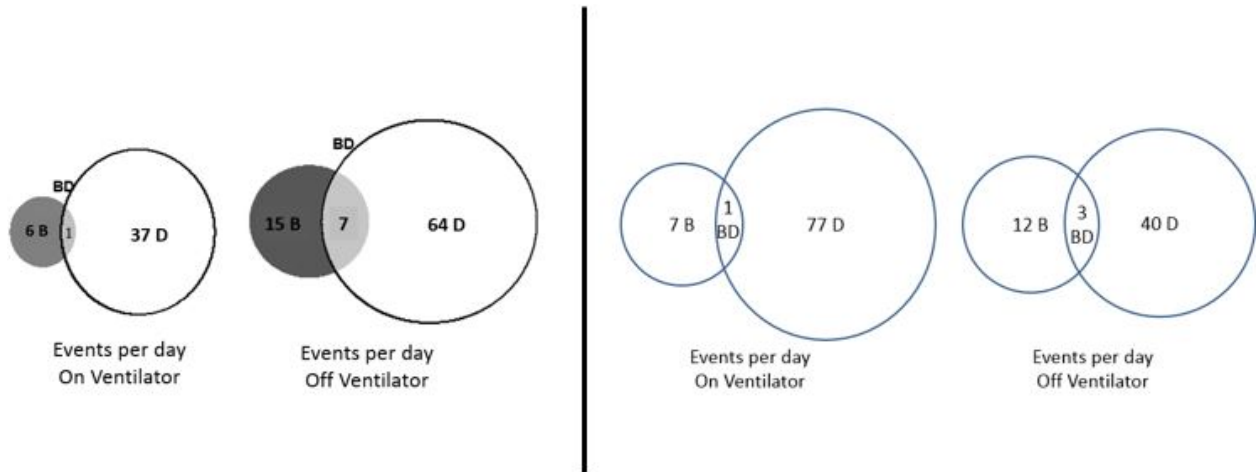 BD
6 B
1
37 D
Events per day
On Ventilator
BD
15 B
7
64 D
Events per day
Off Ventilator
7 B
1
BD
77 D
Events per day
On Ventilator
12 B
3
BD
40 D
Events per day
Off Ventilator